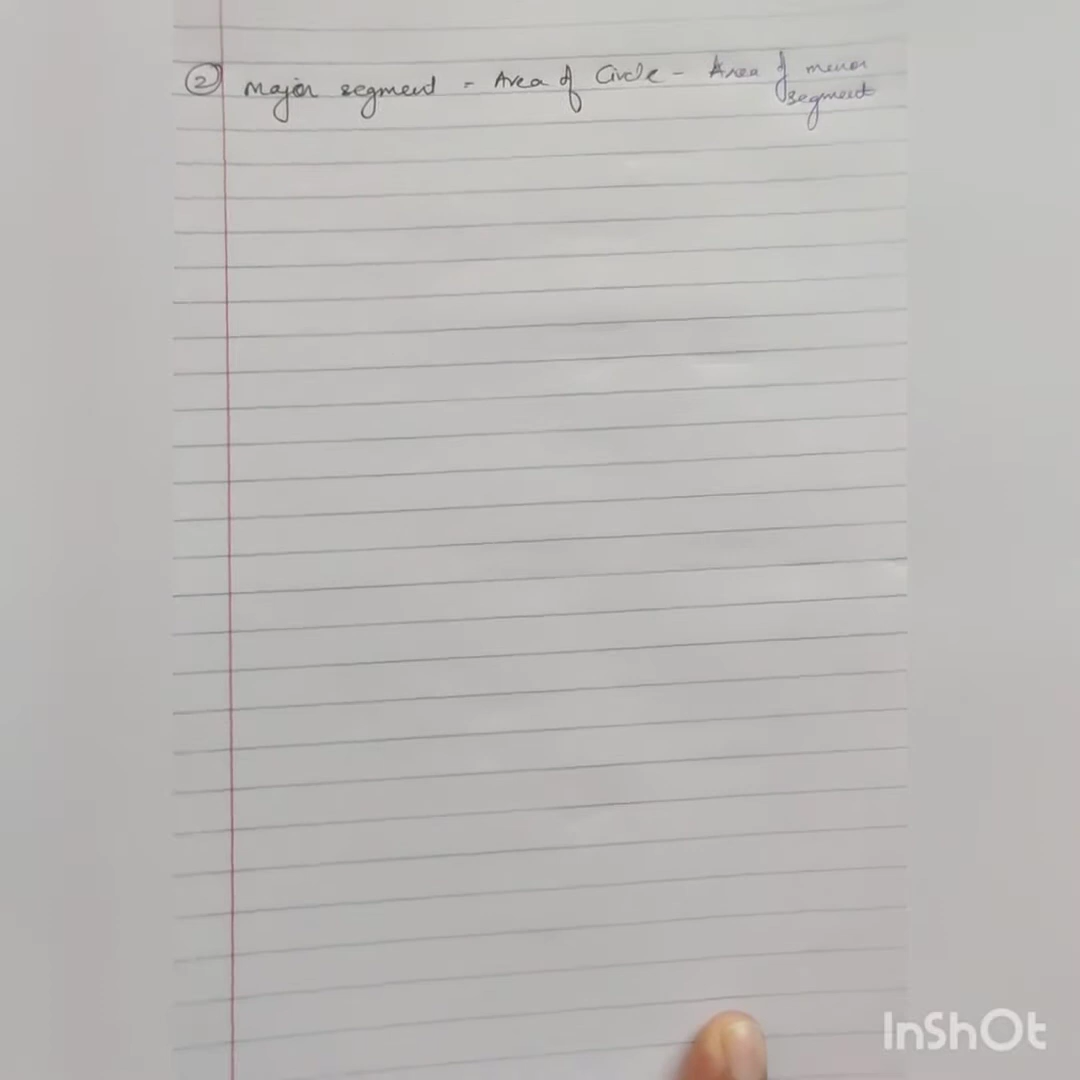 ② Major segment = Area of Circle - Area of minor
segment
InShOt